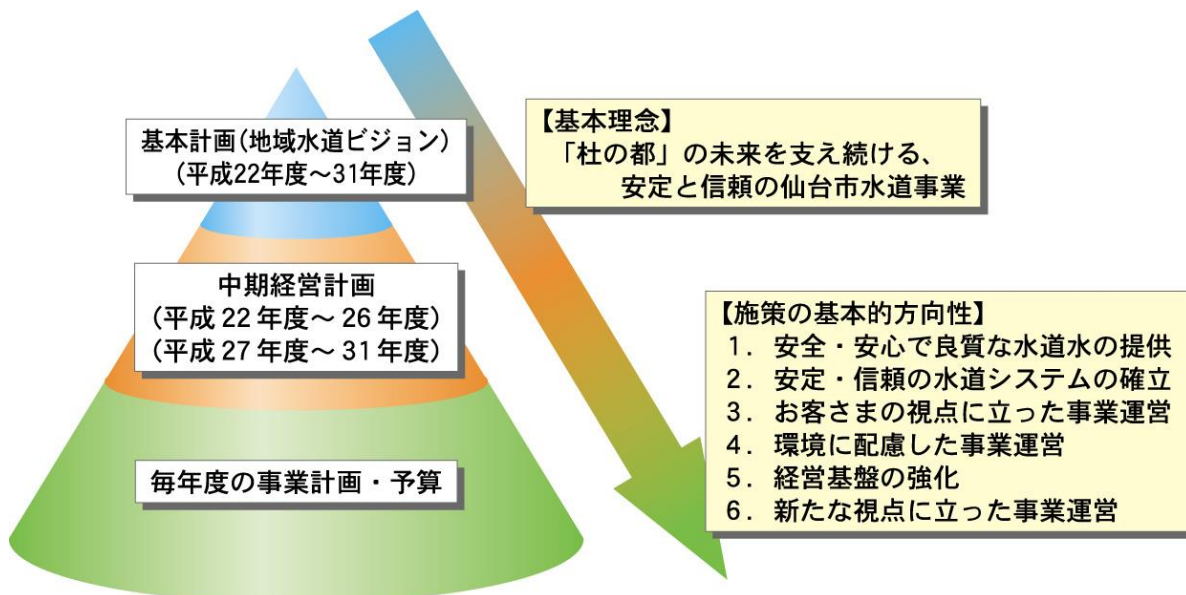 基本計画(地域水道ビジョン)
(平成22年度～31年度)
中期経営計画
(平成 22 年度～ 26 年度)
(平成 27 年度～ 31 年度)
毎年度の事業計画・予算
【基本理念】
「杜の都」の未来を支え続ける、
安定と信頼の仙台市水道事業
【施策の基本的方向性】
1. 安全・安心で良質な水道水の提供
2. 安定・信頼の水道システムの確立
3. お客さまの視点に立った事業運営
4. 環境に配慮した事業運営
5. 経営基盤の強化
6. 新たな視点に立った事業運営